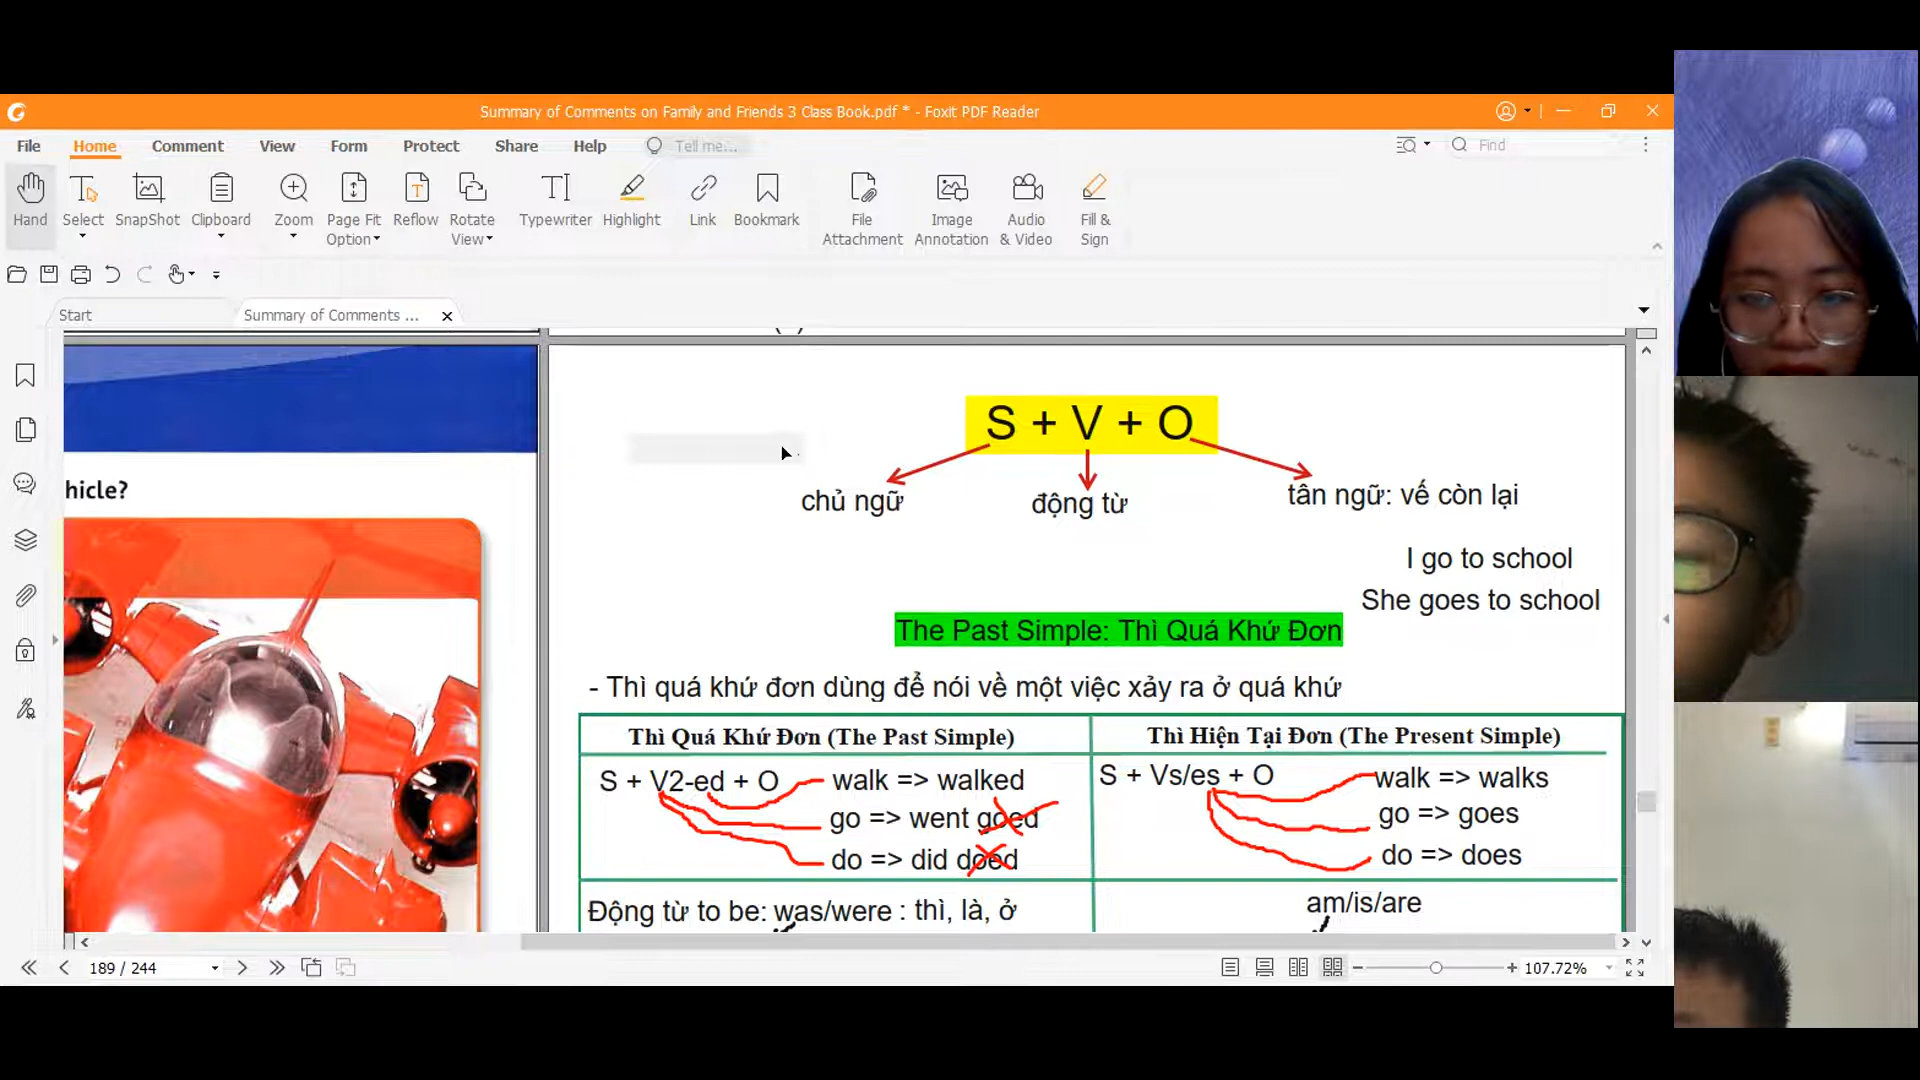 Summary of Comments on Family and Friends 3 Class Book.pdf * - Foxit PDF Reader
File Home Comment View Form Protect Share Help Tell me... Find
Hand Select SnapShot Clipboard Zoom Page Fit Option Reflow Rotate View Typewriter Highlight Link Bookmark File Attachment Image Annotation Audio & Video Fill & Sign
Start Summary of Comments ...
hicle?
S + V + O
chủ ngữ động từ tân ngữ: vế còn lại
I go to school
She goes to school
The Past Simple: Thì Quá Khứ Đơn
- Thì quá khứ đơn dùng để nói về một việc xảy ra ở quá khứ
Thì Quá Khứ Đơn (The Past Simple) Thì Hiện Tại Đơn (The Present Simple)
S + V2-ed + O walk => walked S + Vs/es + O walk => walks
go => went goed go => goes
do => did doed do => does
Động từ to be: was/were : thì, là, ở am/is/are
189 / 244 107.72%